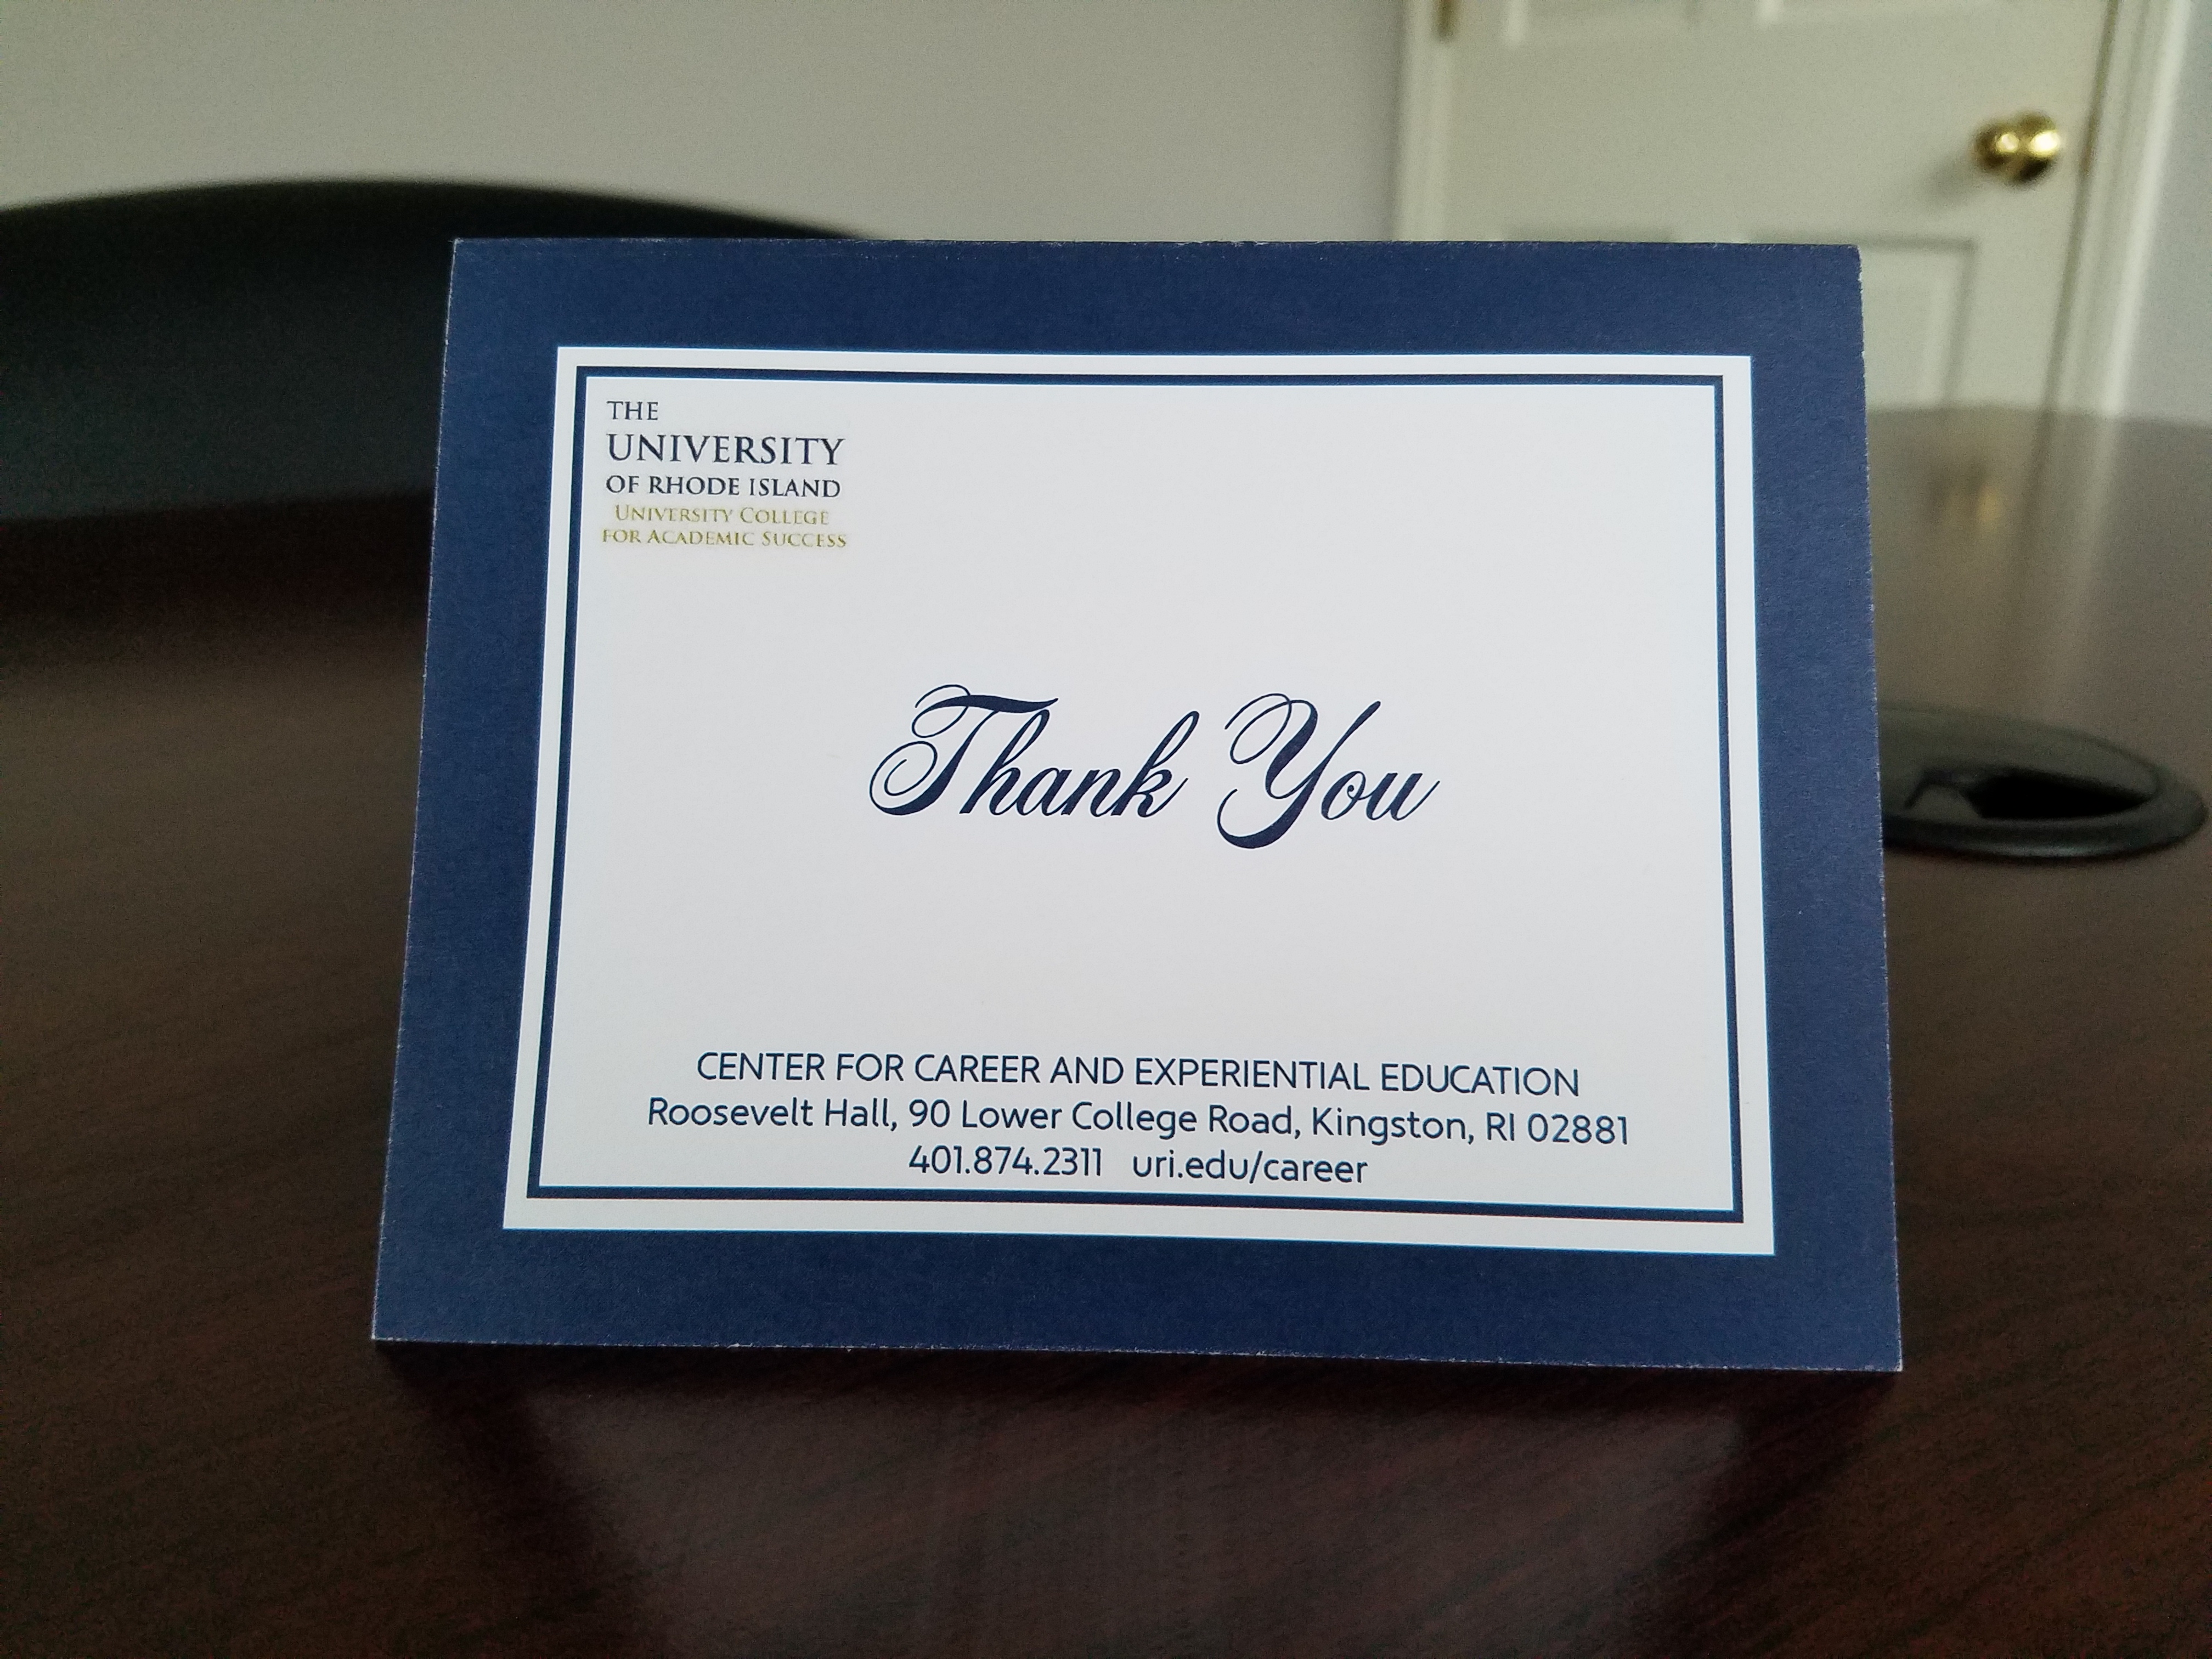 THE
UNIVERSITY
OF RHODE ISLAND
UNIVERSITY COLLEGE
FOR ACADEMIC SUCCESS
Thank You
CENTER FOR CAREER AND EXPERIENTIAL EDUCATION
Roosevelt Hall, 90 Lower College Road, Kingston, RI 02881
401.874.2311 uri.edu/career